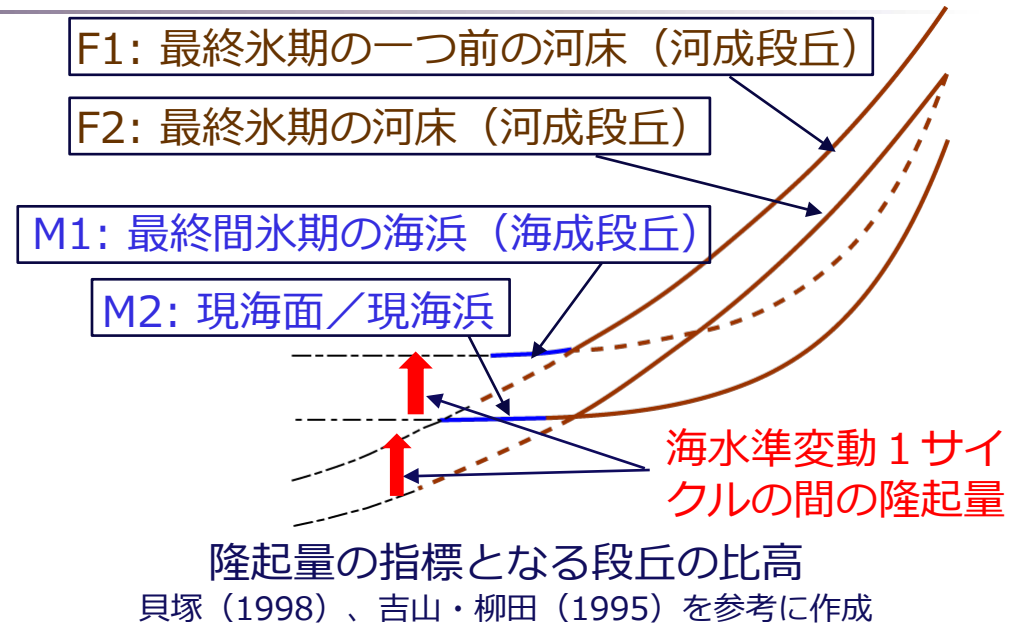 F1: 最終氷期の一つ前の河床（河成段丘）
F2: 最終氷期の河床（河成段丘）
M1: 最終間氷期の海浜（海成段丘）
M2: 現海面／現海浜
海水準変動１サイ
クルの間の隆起量
隆起量の指標となる段丘の比高
貝塚（1998）、吉山・柳田（1995）を参考に作成